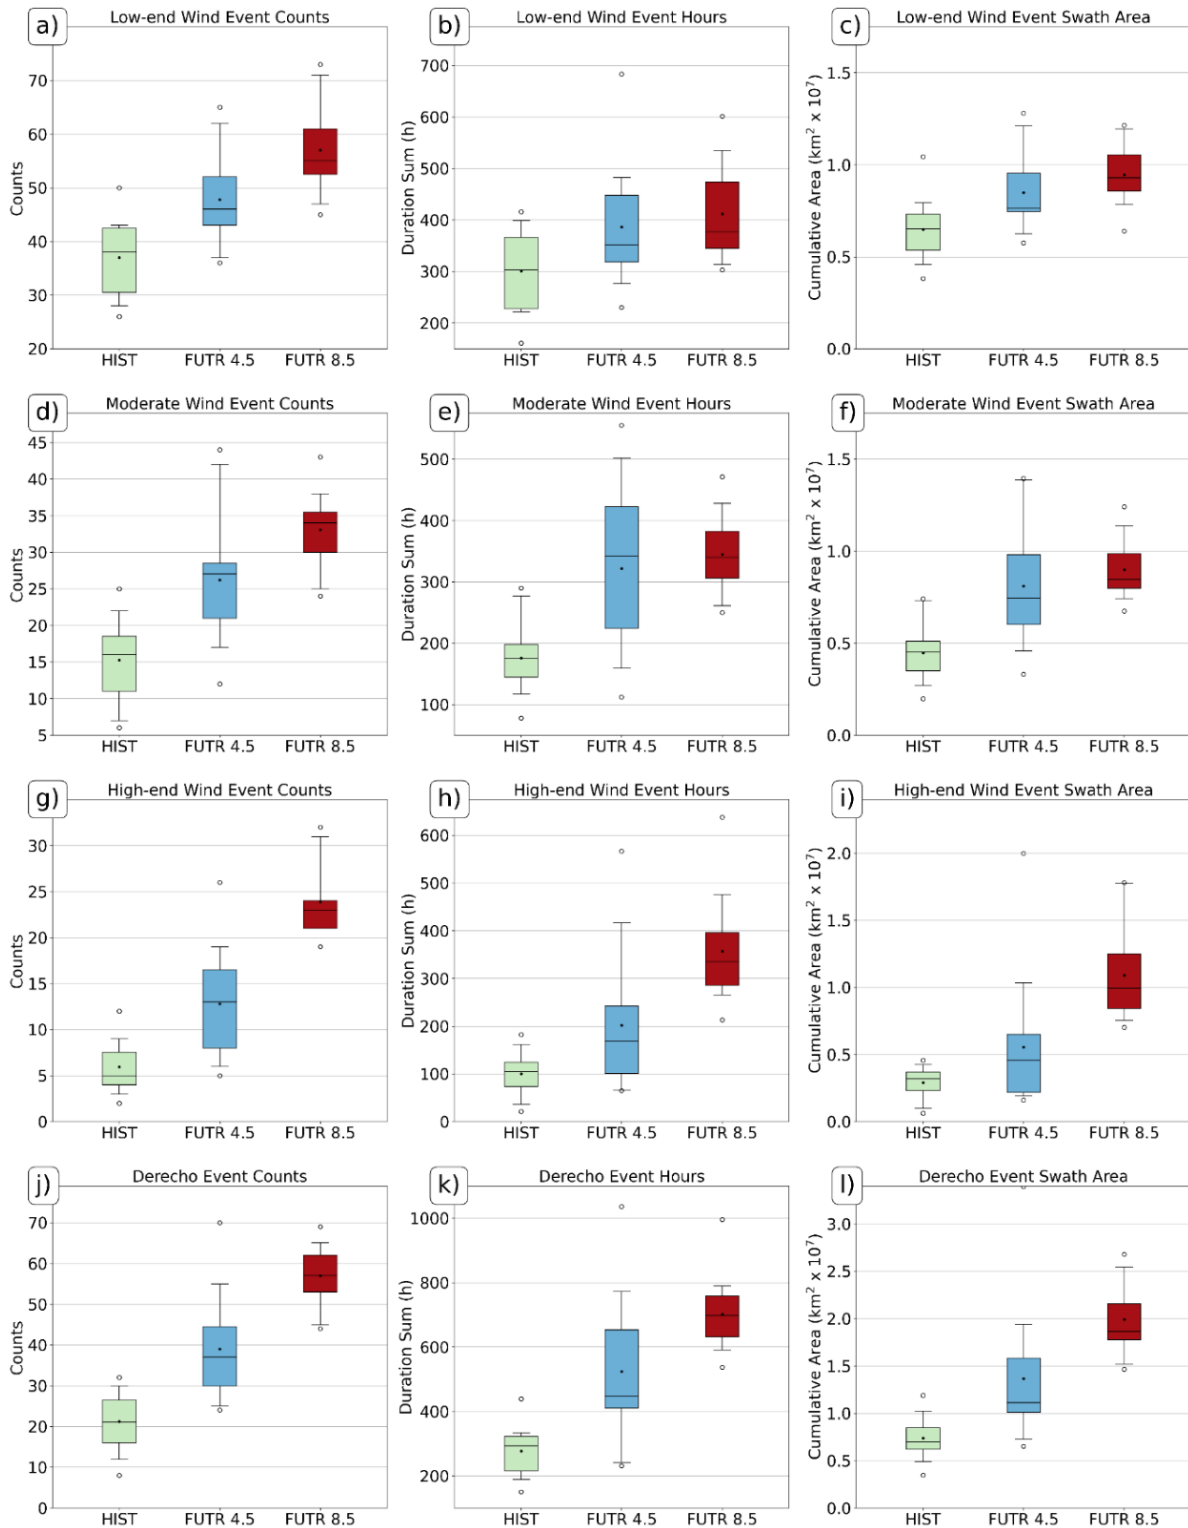 a) Low-end Wind Event Counts
Counts
70
60
50
40
30
20
HIST FUTR 4.5 FUTR 8.5
b) Low-end Wind Event Hours
Duration Sum (h)
700
600
500
400
300
200
HIST FUTR 4.5 FUTR 8.5
c) Low-end Wind Event Swath Area
Cumulative Area (km² x 10⁷)
1.5
1.0
0.5
0.0
HIST FUTR 4.5 FUTR 8.5
d) Moderate Wind Event Counts
Counts
45
40
35
30
25
20
15
10
5
HIST FUTR 4.5 FUTR 8.5
e) Moderate Wind Event Hours
Duration Sum (h)
500
400
300
200
100
HIST FUTR 4.5 FUTR 8.5
f) Moderate Wind Event Swath Area
Cumulative Area (km² x 10⁷)
1.5
1.0
0.5
0.0
HIST FUTR 4.5 FUTR 8.5
g) High-end Wind Event Counts
Counts
30
25
20
15
10
5
0
HIST FUTR 4.5 FUTR 8.5
h) High-end Wind Event Hours
Duration Sum (h)
600
500
400
300
200
100
0
HIST FUTR 4.5 FUTR 8.5
i) High-end Wind Event Swath Area
Cumulative Area (km² x 10⁷)
2.0
1.5
1.0
0.5
0.0
HIST FUTR 4.5 FUTR 8.5
j) Derecho Event Counts
Counts
70
60
50
40
30
20
10
0
HIST FUTR 4.5 FUTR 8.5
k) Derecho Event Hours
Duration Sum (h)
1000
800
600
400
200
HIST FUTR 4.5 FUTR 8.5
l) Derecho Event Swath Area
Cumulative Area (km² x 10⁷)
3.0
2.5
2.0
1.5
1.0
0.5
0.0
HIST FUTR 4.5 FUTR 8.5